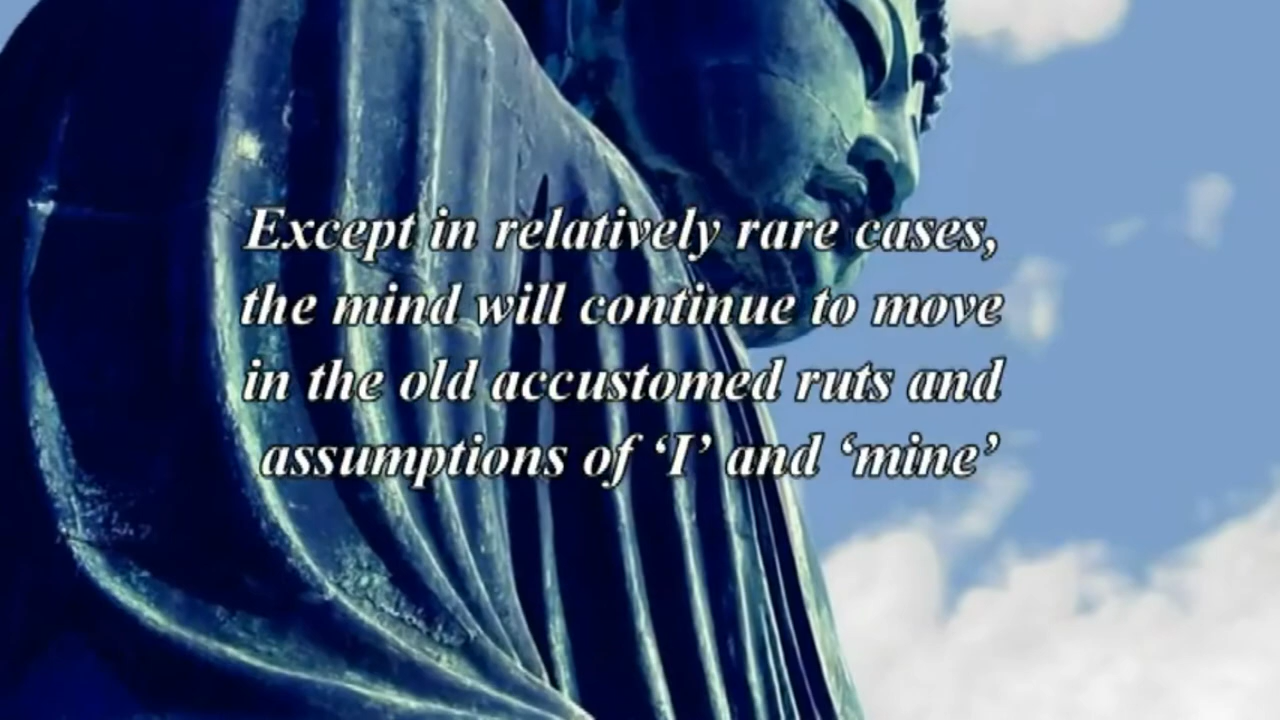 Except in relatively rare cases,
the mind will continue to move
in the old accustomed ruts and
assumptions of ‘I’ and ‘mine’